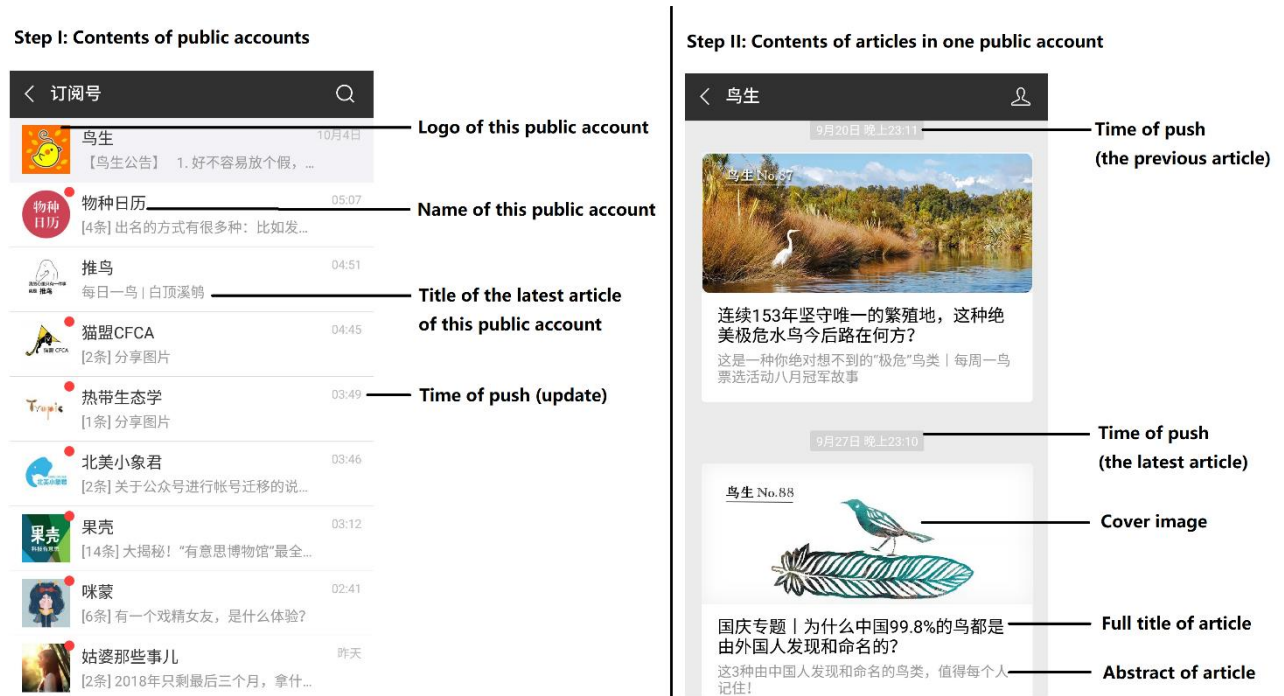 Step I: Contents of public accounts
订阅号
鸟生
10月4日
【鸟生公告】 1. 好不容易放个假，...
Logo of this public account
物种
日历
物种日历
05:07
[4条] 出名的方式有很多种：比如发...
Name of this public account
推鸟
04:51
每日一鸟 | 白顶溪鸲
Title of the latest article
of this public account
猫盟CFCA
04:45
[2条] 分享图片
热带生态学
03:49
[1条] 分享图片
Time of push (update)
Tropic
北美小象君
03:46
[2条] 关于公众号进行帐号迁移的说...
果壳
果壳
03:12
[14条] 大揭秘！“有意思博物馆”最全...
咪蒙
02:41
[6条] 有一个戏精女友，是什么体验？
姑婆那些事儿
昨天
[2条] 2018年只剩最后三个月，拿什...
Step II: Contents of articles in one public account
鸟生
9月20日 晚上23:11
Time of push
(the previous article)
鸟生 No.87
连续153年坚守唯一的繁殖地，这种绝
美极危水鸟今后路在何方？
这是一种你绝对想不到的“极危”鸟类丨每周一鸟
票选活动八月冠军故事
9月27日 晚上23:10
Time of push
(the latest article)
鸟生 No.88
Cover image
国庆专题丨为什么中国99.8%的鸟都是
由外国人发现和命名的？
Full title of article
这3种由中国人发现和命名的鸟类，值得每个人
记住！
Abstract of article